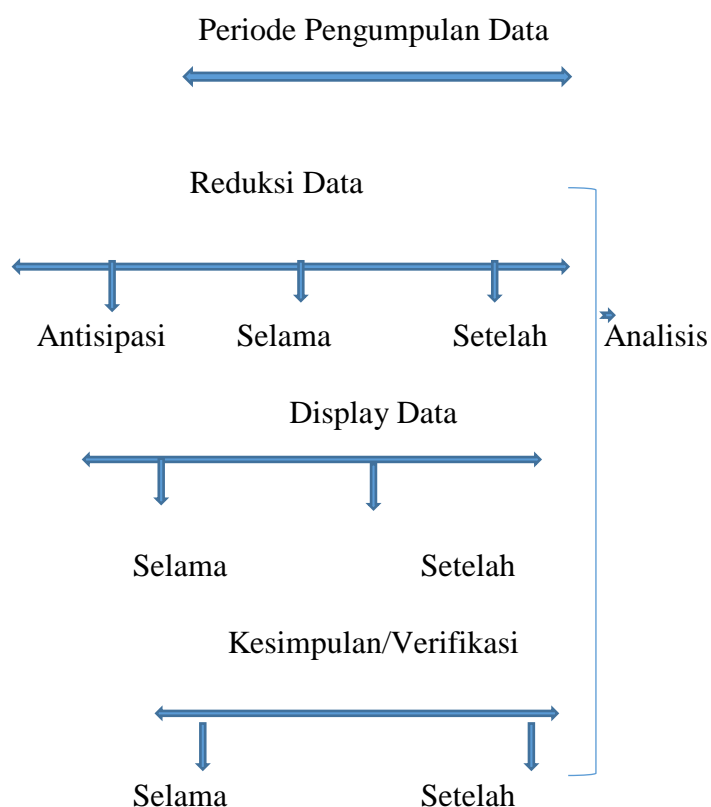 Periode Pengumpulan Data
Reduksi Data
Antisipasi Selama Setelah Analisis
Display Data
Selama Setelah
Kesimpulan/Verifikasi
Selama Setelah